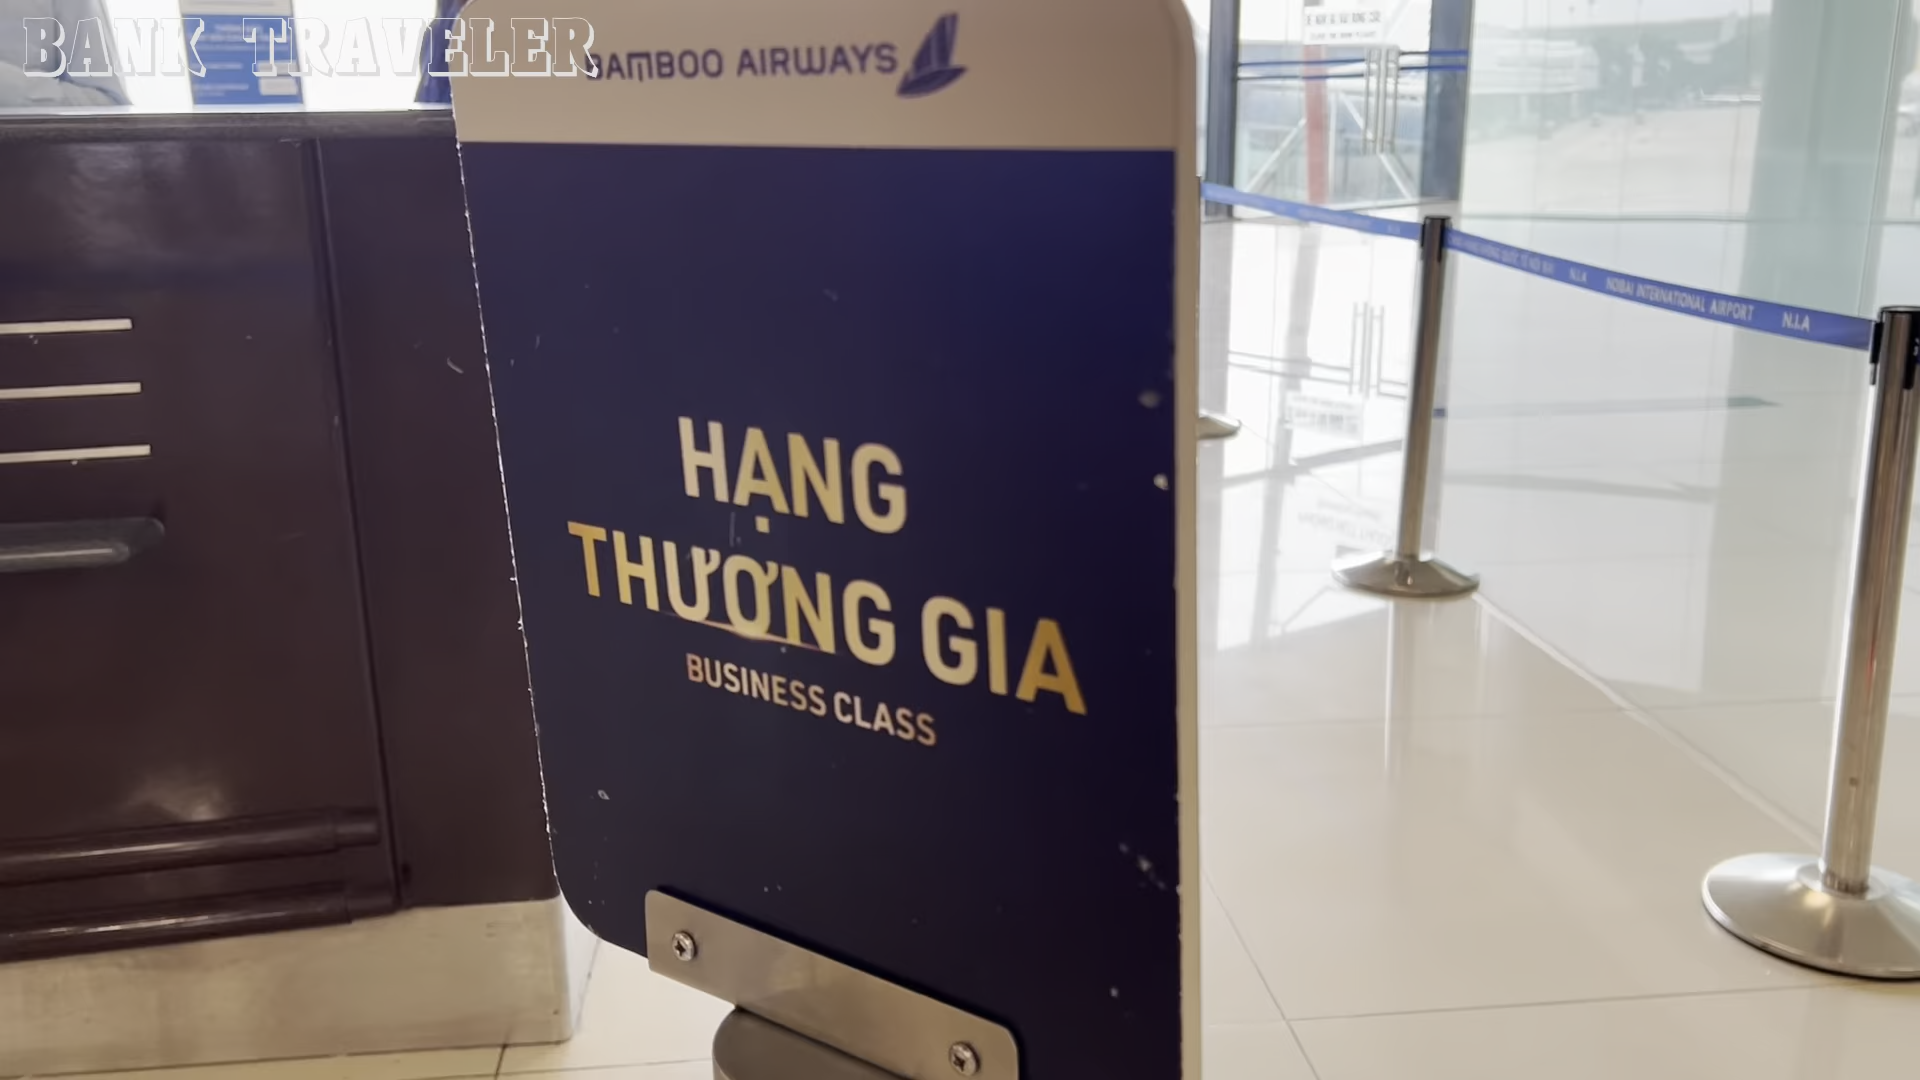 BANK TRAVELER
BAMBOO AIRWAYS
HẠNG
THƯƠNG GIA
BUSINESS CLASS
N.I.A NOIBAI INTERNATIONAL AIRPORT N.I.A